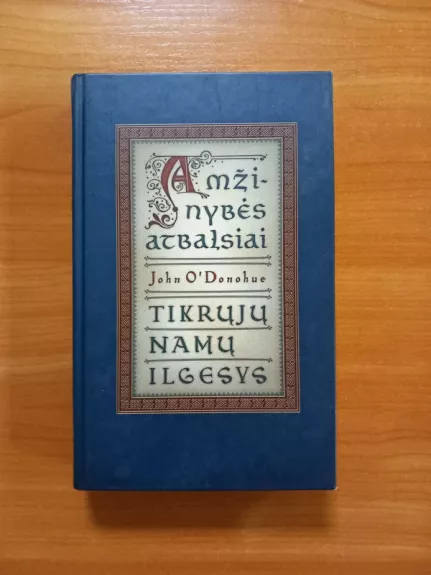 Amži-
nybės
atbalsiai
John O'Donohue
TIKRŲJŲ
NAMŲ
ILGESYS